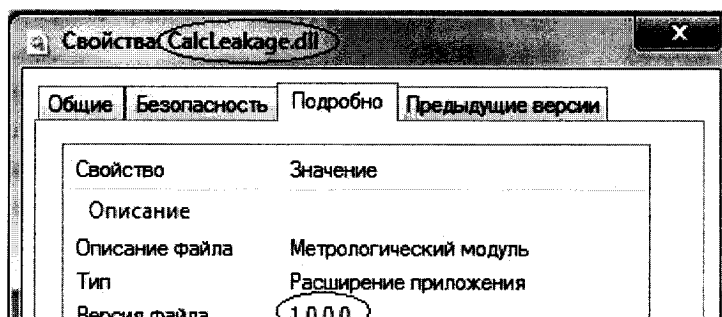 Свойства: CalcLeakage.dll
x
Общие Безопасность Подробно Предыдущие версии
Свойство Значение
Описание
Описание файла Метрологический модуль
Тип Расширение приложения
Версия файла 1.0.0.0